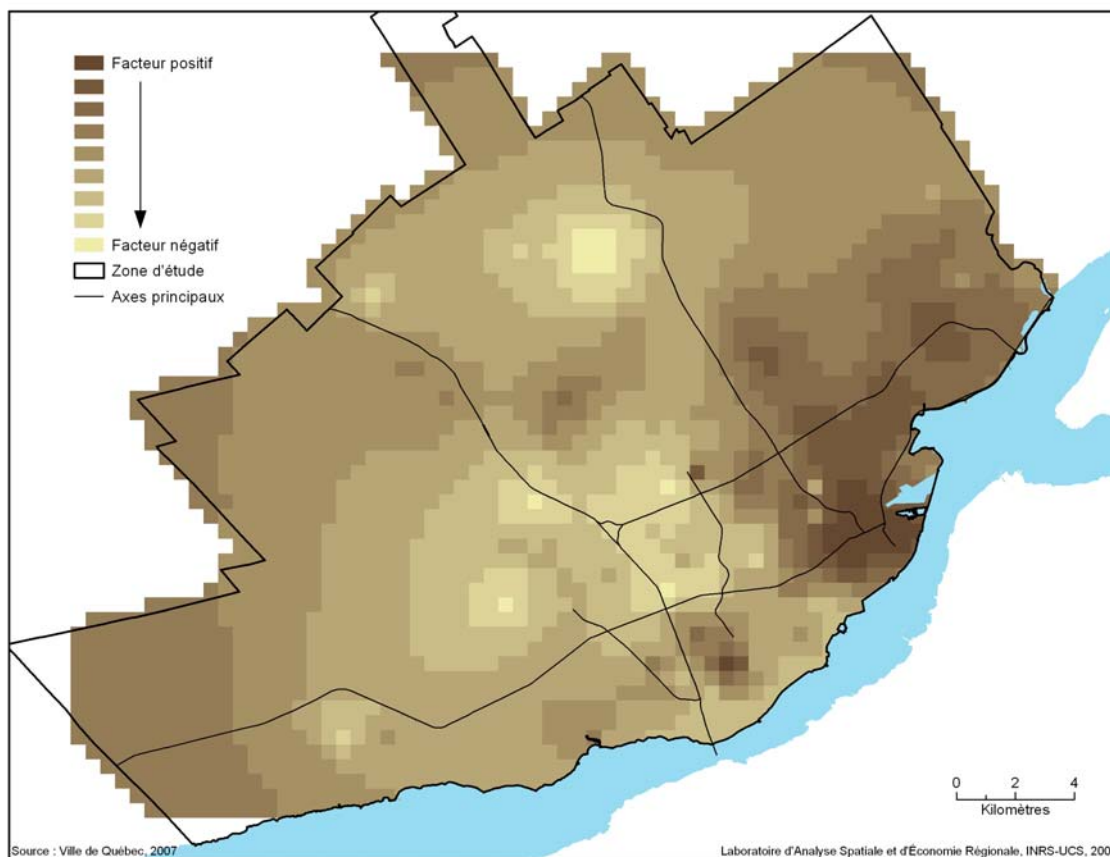 Facteur positif
Facteur négatif
Zone d'étude
Axes principaux
0 2 4
Kilomètres
Source : Ville de Québec, 2007
Laboratoire d'Analyse Spatiale et d'Économie Régionale, INRS-UCS, 200